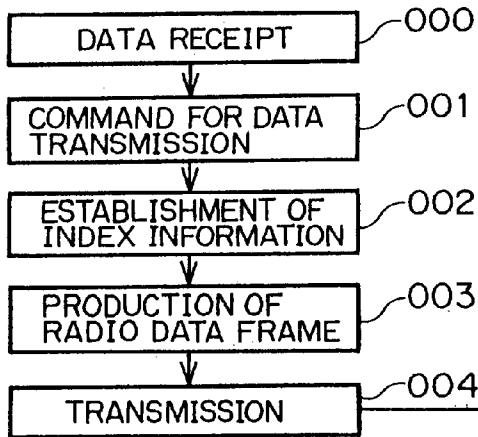 DATA RECEIPT
000
COMMAND FOR DATA
TRANSMISSION
001
ESTABLISHMENT OF
INDEX INFORMATION
002
PRODUCTION OF
RADIO DATA FRAME
003
TRANSMISSION
004